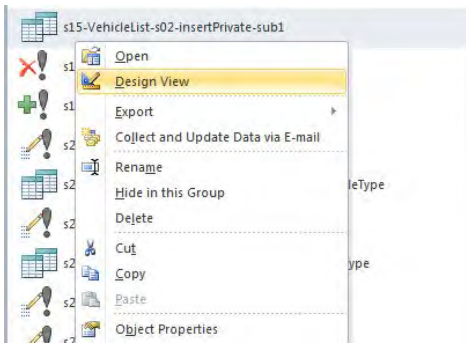 s15-VehicleList-s02-insertPrivate-sub1
s1 Open
Design View
s1 Export
s2 Collect and Update Data via E-mail
s2 Rename leType
Hide in this Group
s2 Delete
s2 Cut ype
Copy
s2 Paste
s2 Object Properties